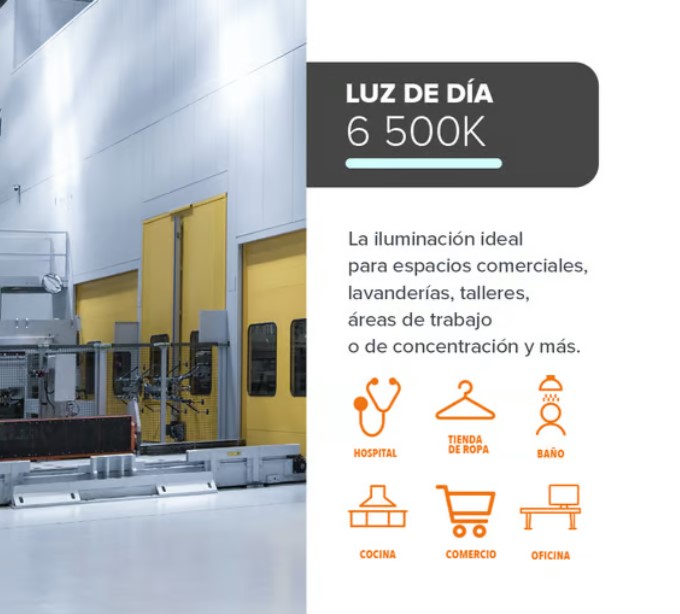 LUZ DE DÍA
6 500K
La iluminación ideal
para espacios comerciales,
lavanderías, talleres,
áreas de trabajo
o de concentración y más.
HOSPITAL
TIENDA
DE ROPA
BAÑO
COCINA
COMERCIO
OFICINA